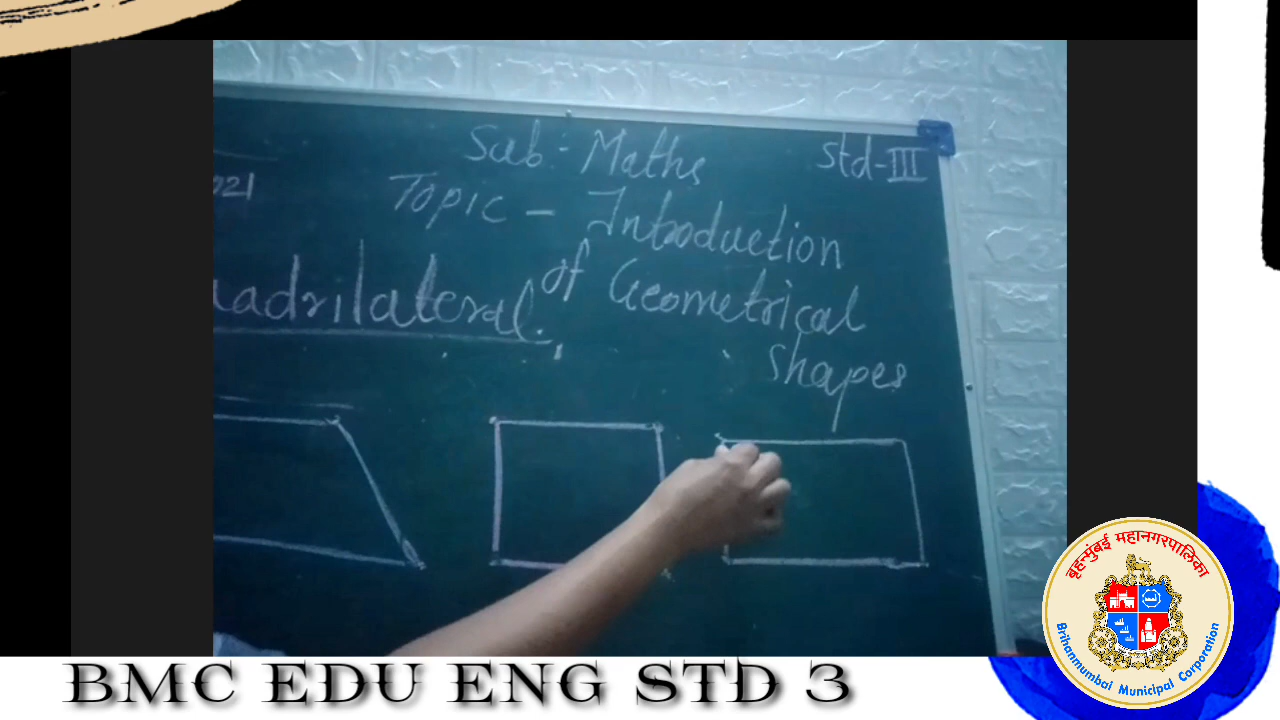 Sub - Maths
Std-III
021
Topic - Introduction
of Geometrical
Shapes
uadrilateral.
बृहन्मुंबई महानगरपालिका
Brihanmumbai Municipal Corporation
BMC EDU ENG STD 3